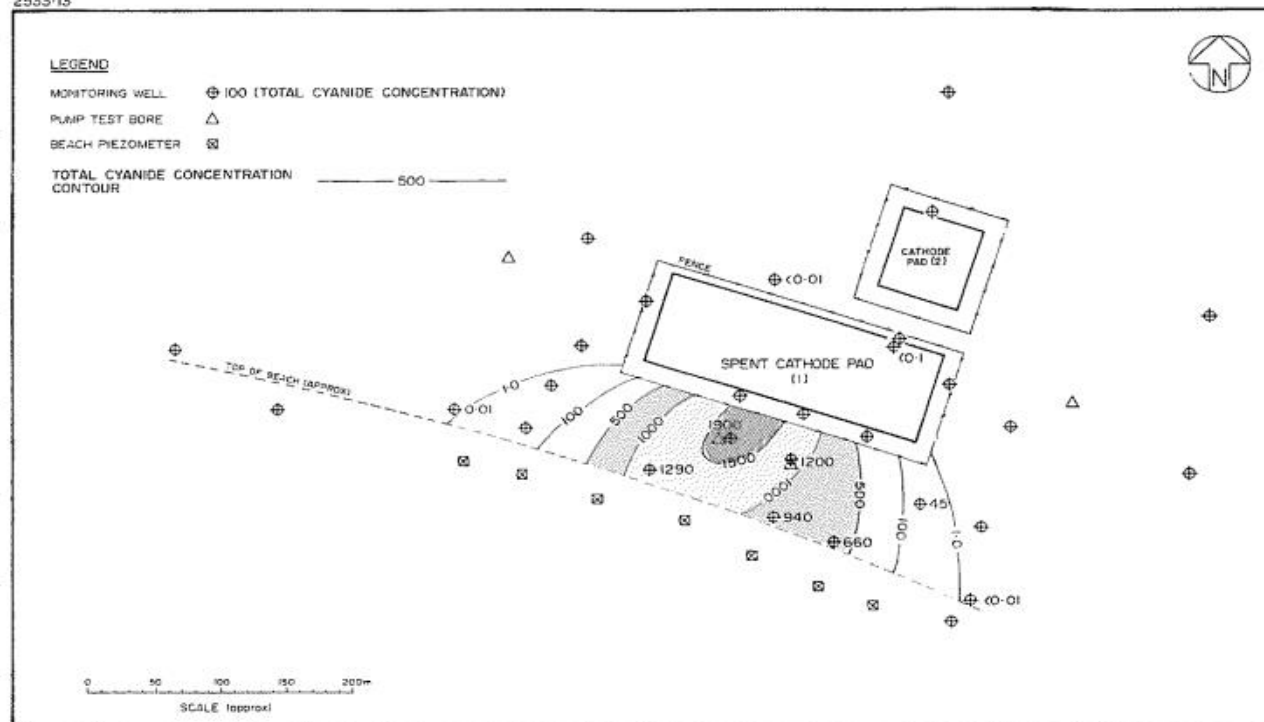 2533·13
LEGEND
MONITORING WELL 100 (TOTAL CYANIDE CONCENTRATION)
PUMP TEST BORE
BEACH PIEZOMETER
TOTAL CYANIDE CONCENTRATION
CONTOUR
500
N
CATHODE
PAD (2)
FENCE
<0·01
<0·1
SPENT CATHODE PAD
(1)
TOP OF BEACH (APPROX)
0·01
1·0
100
500
1000
1900
1500
1290
1200
1000
940
660
500
100
45
1·0
<0·01
0 50 100 150 200m
SCALE (approx)